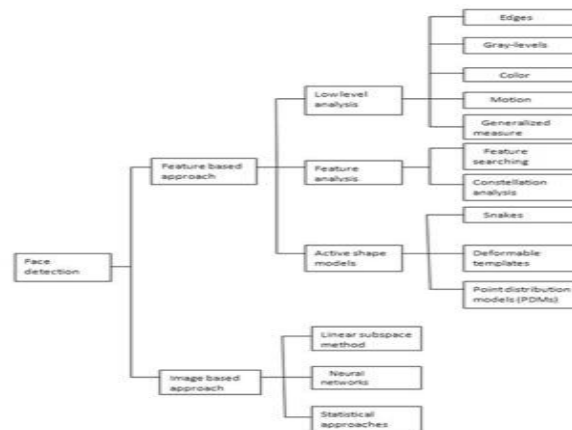 Edges
Gray-levels
Low level
analysis
Color
Motion
Generalized
measure
Feature based
approach
Feature
analysis
Feature
searching
Constellation analysis
Snakes
Face
detection
Active shape
models
Deformable
templates
Point distribution
models (PDMs)
Linear subspace
method
Image based
approach
Neural
networks
Statistical
approaches